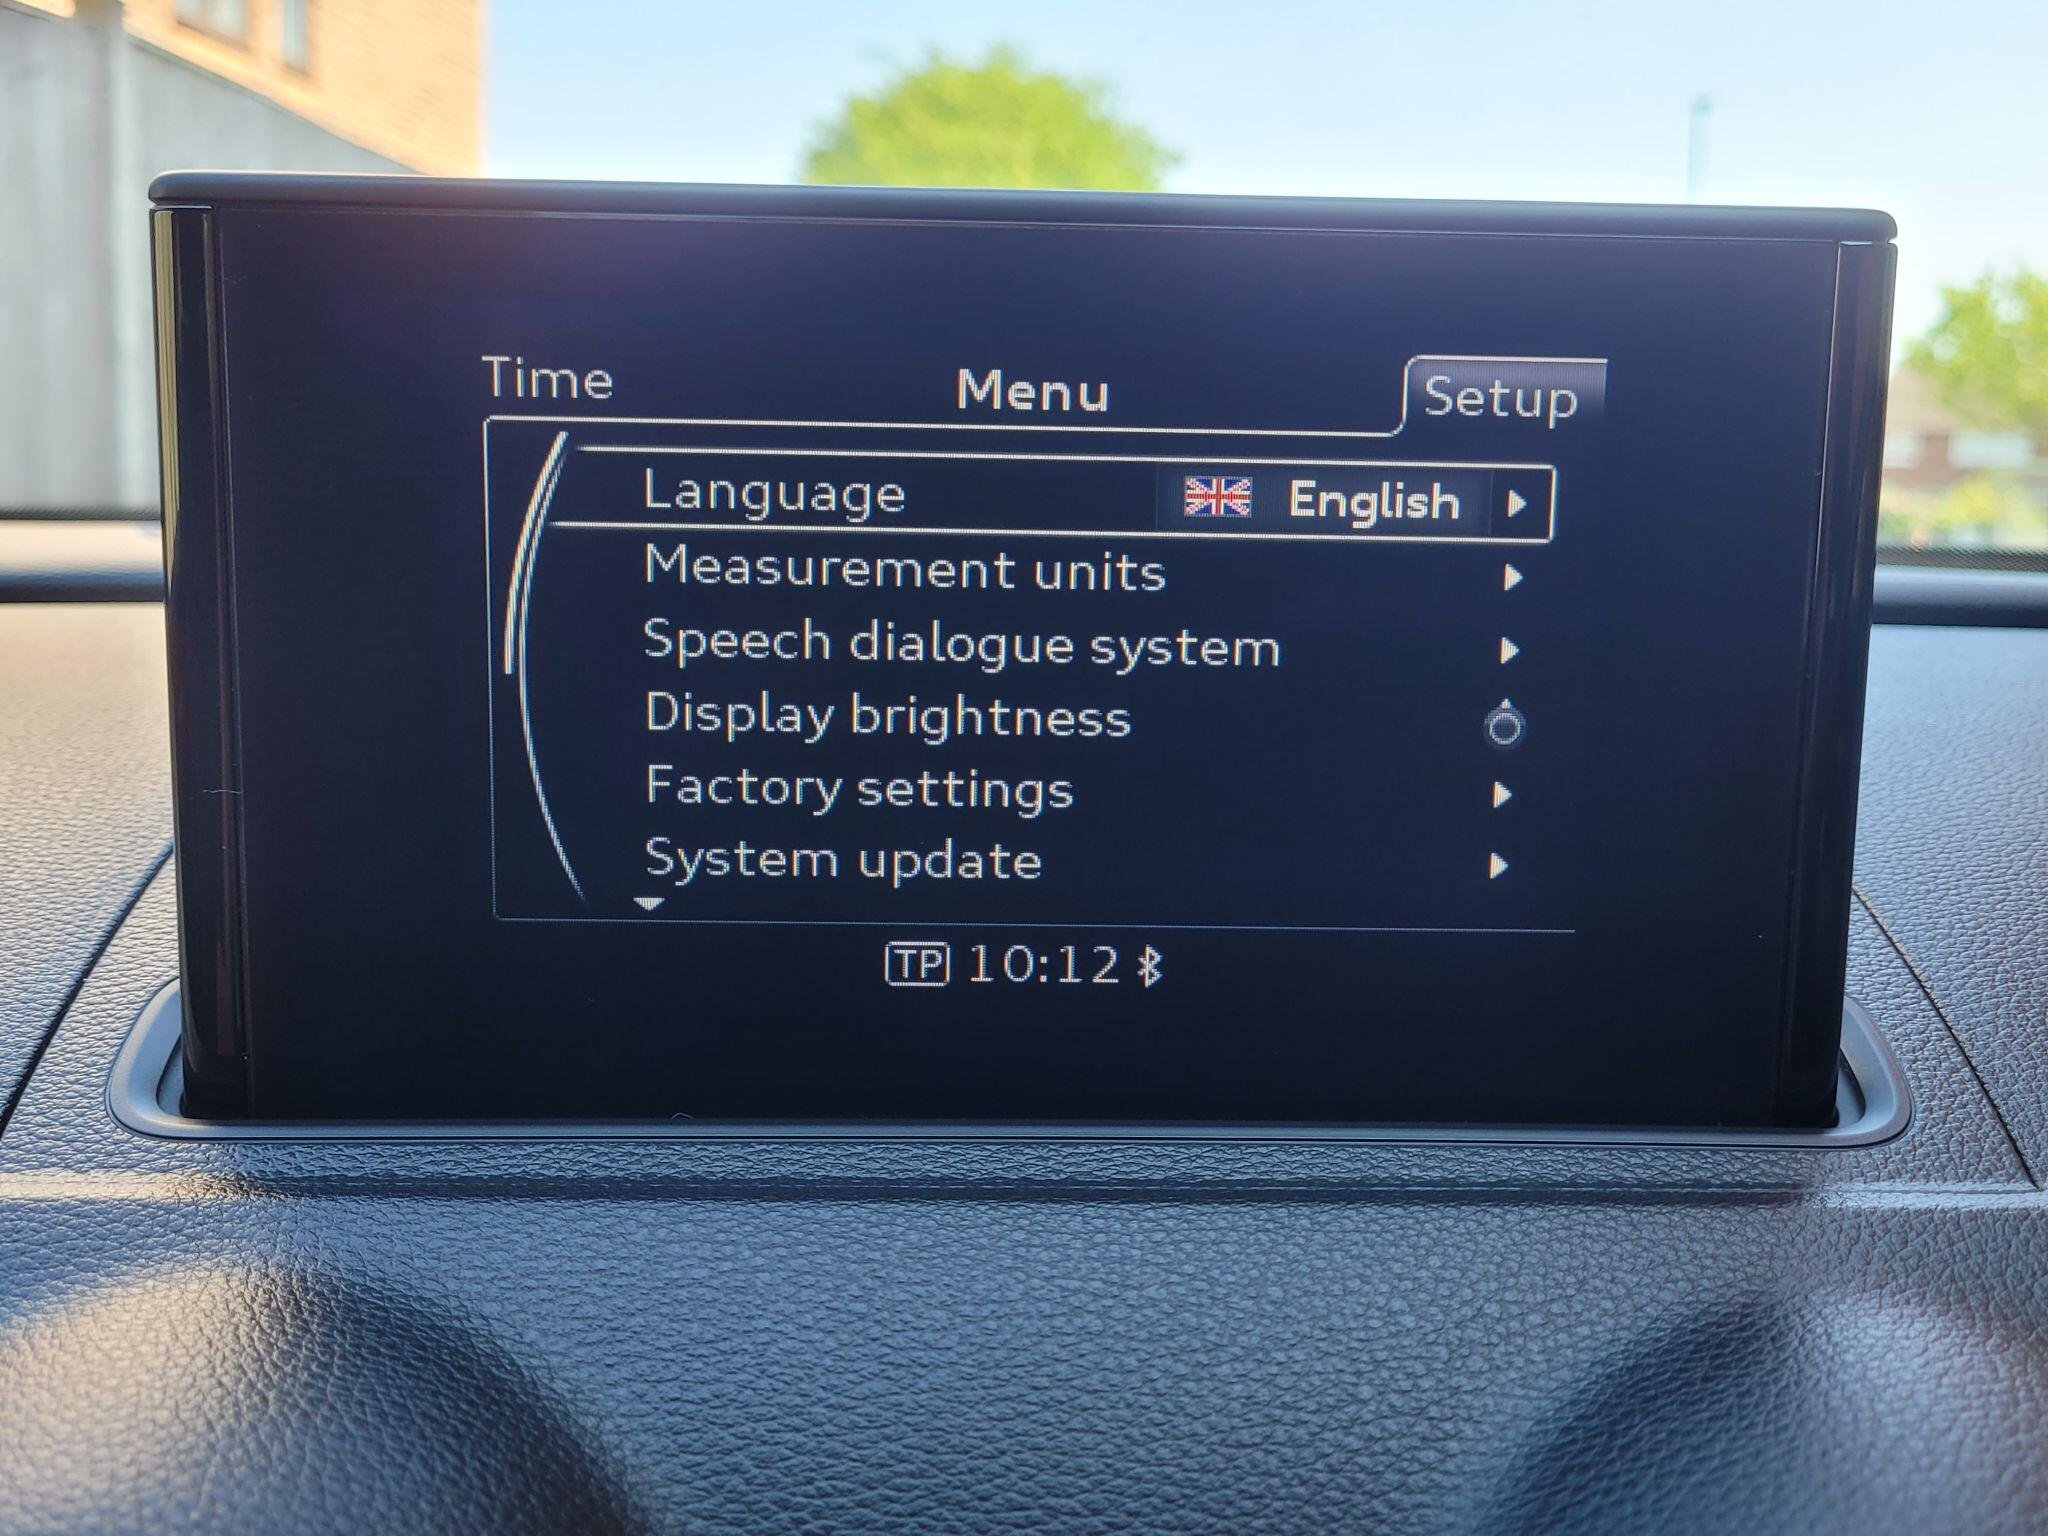 Time Menu Setup
Language English
Measurement units
Speech dialogue system
Display brightness
Factory settings
System update
TP 10:12